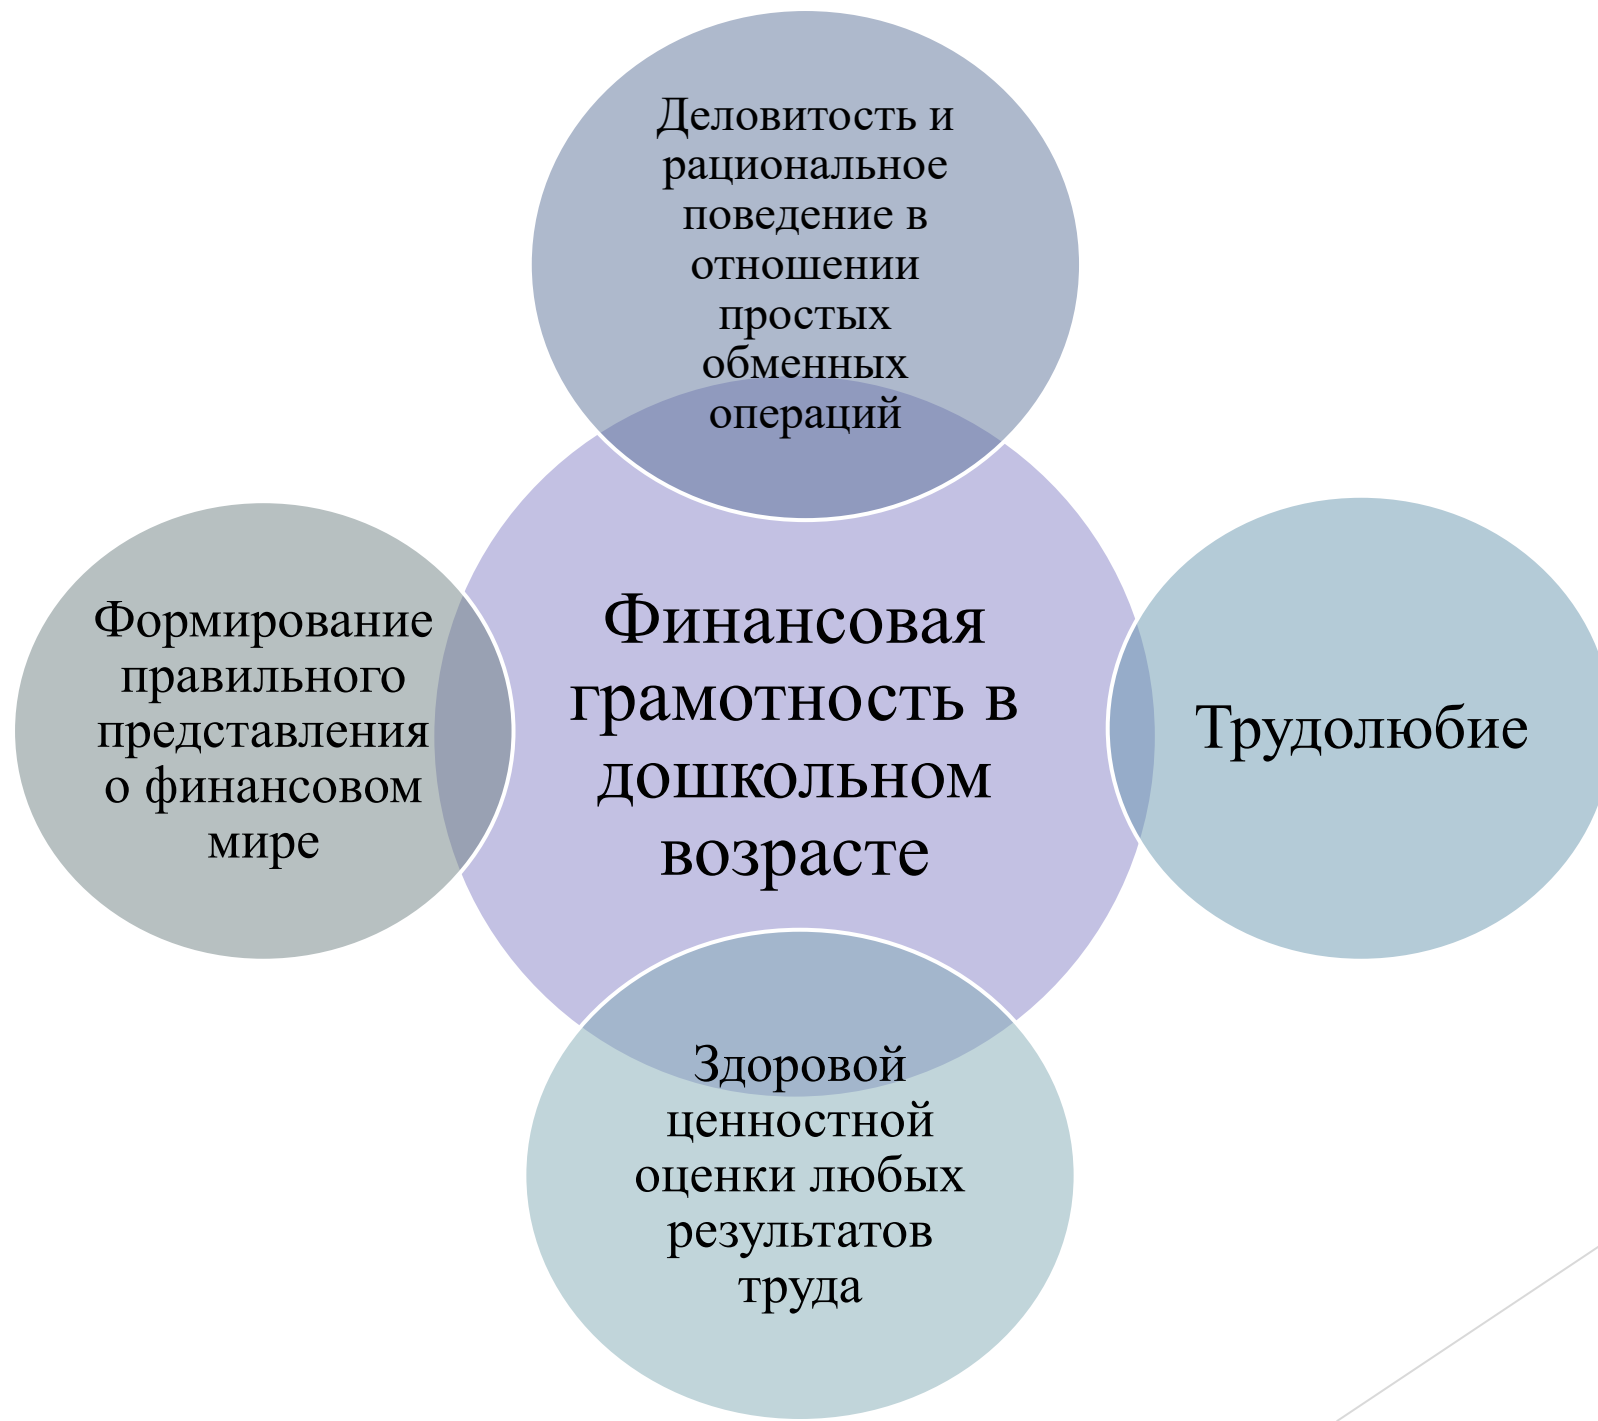 Деловитость и
рациональное
поведение в
отношении
простых
обменных
операций
Формирование
правильного
представления
о финансовом
мире
Финансовая
грамотность в
дошкольном
возрасте
Трудолюбие
Здоровой
ценностной
оценки любых
результатов
труда